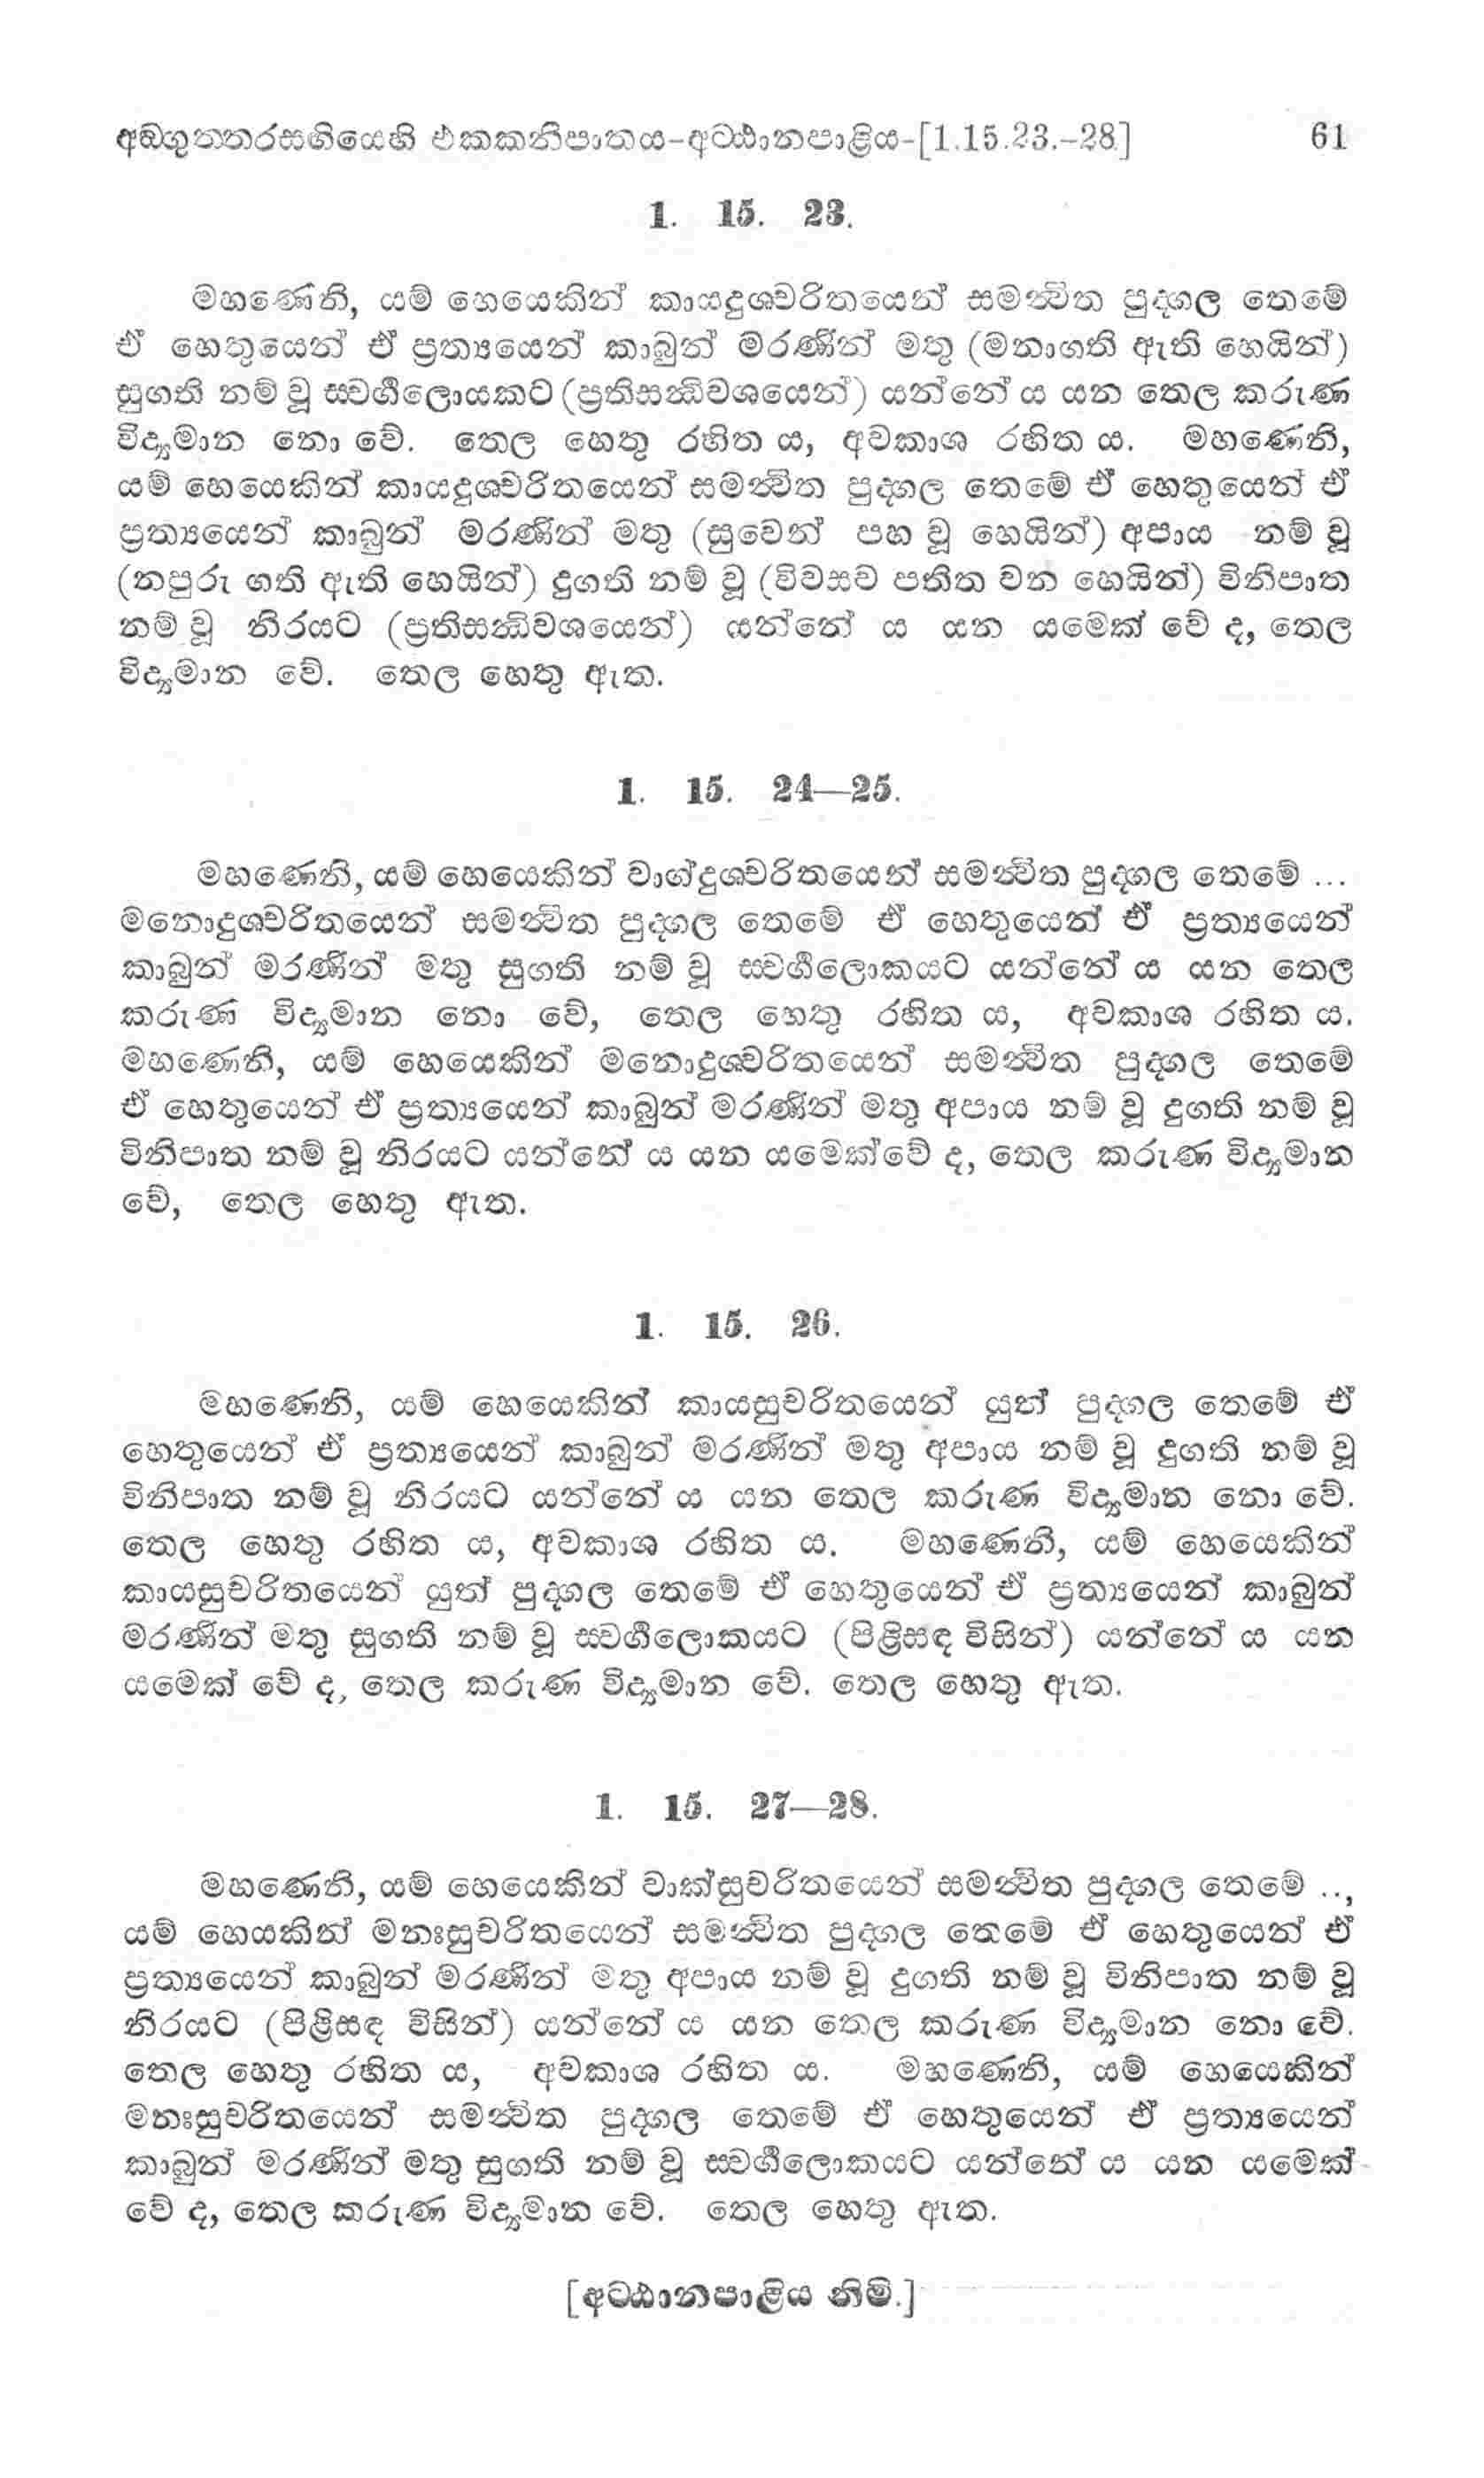 අඞගුත්තරසඟියෙහි එකකනිපාතය-අට්ඨානපාළිය-[1.15.23.-28] 61
1. 15. 23.
මහණෙනි, යම් හෙයෙකින් කායදුශචරිතයෙන් සමන්විත පුද්ගල තෙමේ
ඒ හෙතුයෙන් ඒ ප්‍රත්‍යයෙන් කාබුන් මරණින් මතු (මනාගති ඇති හෙයින්)
සුගති නම් වූ ස්වර්ගලොයකට (ප්‍රතිසන්ධිවශයෙන්) යන්නේ ය යන තෙල කරුණ
විද්‍යමාන නො වේ. තෙල හෙතු රහිත ය, අවකාශ රහිත ය. මහණෙනි,
යම් හෙයෙකින් කායදුශචරිතයෙන් සමන්විත පුද්ගල තෙමේ ඒ හෙතුයෙන් ඒ
ප්‍රත්‍යයෙන් කාබුන් මරණින් මතු (සුවෙන් පහ වූ හෙයින්) අපාය නම් වූ
(නපුරු ගති ඇති හෙයින්) දුගති නම් වූ (විවසව පතිත වන හෙයින්) විනිපාත
නම් වූ නිරයට (ප්‍රතිසන්ධිවශයෙන්) යන්නේ ය යන යමෙක් වේ ද, තෙල
විද්‍යමාන වේ. තෙල හෙතු ඇත.
1. 15. 24—25.
මහණෙනි, යම් හෙයෙකින් වාග්දුශචරිතයෙන් සමන්විත පුද්ගල තෙමේ ...
මනොදුශචරිතයෙන් සමන්විත පුද්ගල තෙමේ ඒ හෙතුයෙන් ඒ ප්‍රත්‍යයෙන්
කාබුන් මරණින් මතු සුගති නම් වූ ස්වර්ගලොකයට යන්නේ ය යන තෙල
කරුණ විද්‍යමාන නො වේ, තෙල හෙතු රහිත ය, අවකාශ රහිත ය.
මහණෙනි, යම් හෙයෙකින් මනොදුශචරිතයෙන් සමන්විත පුද්ගල තෙමේ
ඒ හෙතුයෙන් ඒ ප්‍රත්‍යයෙන් කාබුන් මරණින් මතු අපාය නම් වූ දුගති නම් වූ
විනිපාත නම් වූ නිරයට යන්නේ ය යන යමෙක්වේ ද, තෙල කරුණ විද්‍යමාන
වේ, තෙල හෙතු ඇත.
1. 15. 26.
මහණෙනි, යම් හෙයෙකින් කායසුචරිතයෙන් යුත් පුද්ගල තෙමේ ඒ
හෙතුයෙන් ඒ ප්‍රත්‍යයෙන් කාබුන් මරණින් මතු අපාය නම් වූ දුගති නම් වූ
විනිපාත නම් වූ නිරයට යන්නේ ය යන තෙල කරුණ විද්‍යමාන නො වේ.
තෙල හෙතු රහිත ය, අවකාශ රහිත ය. මහණෙනි, යම් හෙයෙකින්
කායසුචරිතයෙන් යුත් පුද්ගල තෙමේ ඒ හෙතුයෙන් ඒ ප්‍රත්‍යයෙන් කාබුන්
මරණින් මතු සුගති නම් වූ ස්වර්ගලොකයට (පිළිසඳ විසින්) යන්නේ ය යන
යමෙක් වේ ද, තෙල කරුණ විද්‍යමාන වේ. තෙල හෙතු ඇත.
1. 15. 27—28.
මහණෙනි, යම් හෙයෙකින් වාක්සුචරිතයෙන් සමන්විත පුද්ගල තෙමේ ..,
යම් හෙයකින් මනඃසුචරිතයෙන් සමන්විත පුද්ගල තෙමේ ඒ හෙතුයෙන් ඒ
ප්‍රත්‍යයෙන් කාබුන් මරණින් මතු අපාය නම් වූ දුගති නම් වූ විනිපාත නම් වූ
නිරයට (පිළිසඳ විසින්) යන්නේ ය යන තෙල කරුණ විද්‍යමාන නො වේ.
තෙල හෙතු රහිත ය, අවකාශ රහිත ය. මහණෙනි, යම් හෙයෙකින්
මනඃසුචරිතයෙන් සමන්විත පුද්ගල තෙමේ ඒ හෙතුයෙන් ඒ ප්‍රත්‍යයෙන්
කාබුන් මරණින් මතු සුගති නම් වූ ස්වර්ගලොකයට යන්නේ ය යන යමෙක්
වේ ද, තෙල කරුණ විද්‍යමාන වේ. තෙල හෙතු ඇත.
[අට්ඨානපාළිය නිමි.]